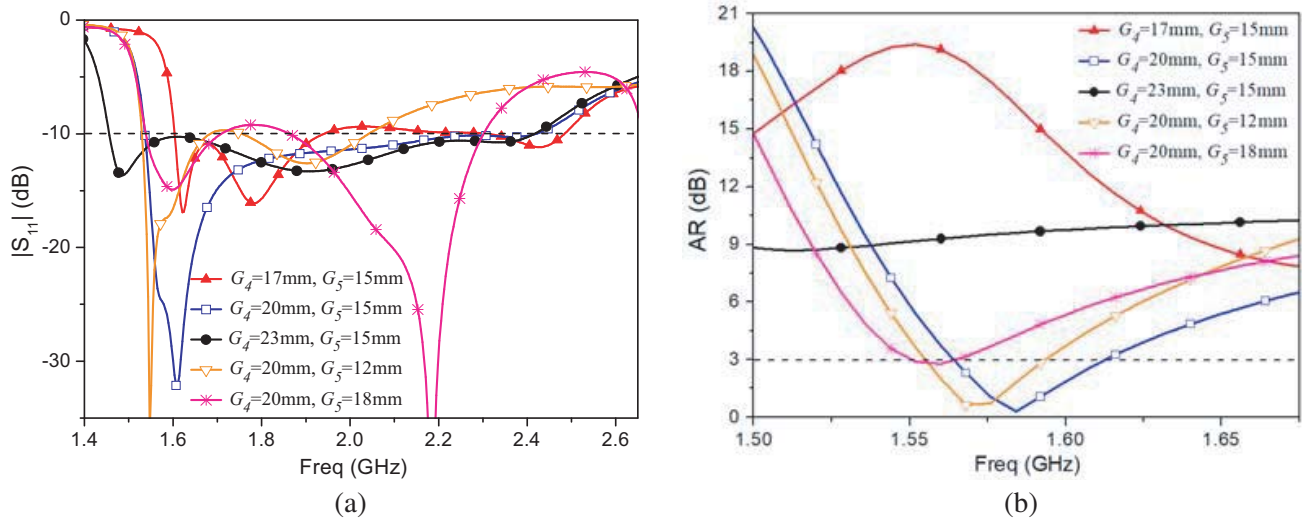 0
-10
-20
-30
1.4 1.6 1.8 2.0 2.2 2.4 2.6
|S11| (dB)
Freq (GHz)
G4=17mm, G5=15mm
G4=20mm, G5=15mm
G4=23mm, G5=15mm
G4=20mm, G5=12mm
G4=20mm, G5=18mm
(a)
21
18
15
12
9
6
3
0
1.50 1.55 1.60 1.65
AR (dB)
Freq (GHz)
G4=17mm, G5=15mm
G4=20mm, G5=15mm
G4=23mm, G5=15mm
G4=20mm, G5=12mm
G4=20mm, G5=18mm
(b)